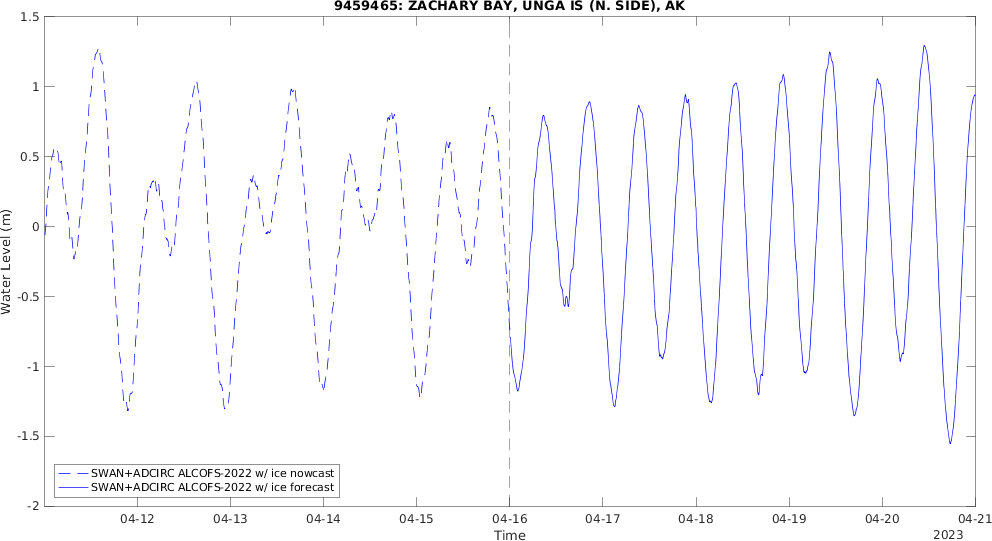 9459465: ZACHARY BAY, UNGA IS (N. SIDE), AK
1.5
1
0.5
0
-0.5
-1
-1.5
-2
Water Level (m)
SWAN+ADCIRC ALCOFS-2022 w/ ice nowcast
SWAN+ADCIRC ALCOFS-2022 w/ ice forecast
04-12 04-13 04-14 04-15 04-16 04-17 04-18 04-19 04-20 04-21
Time
2023